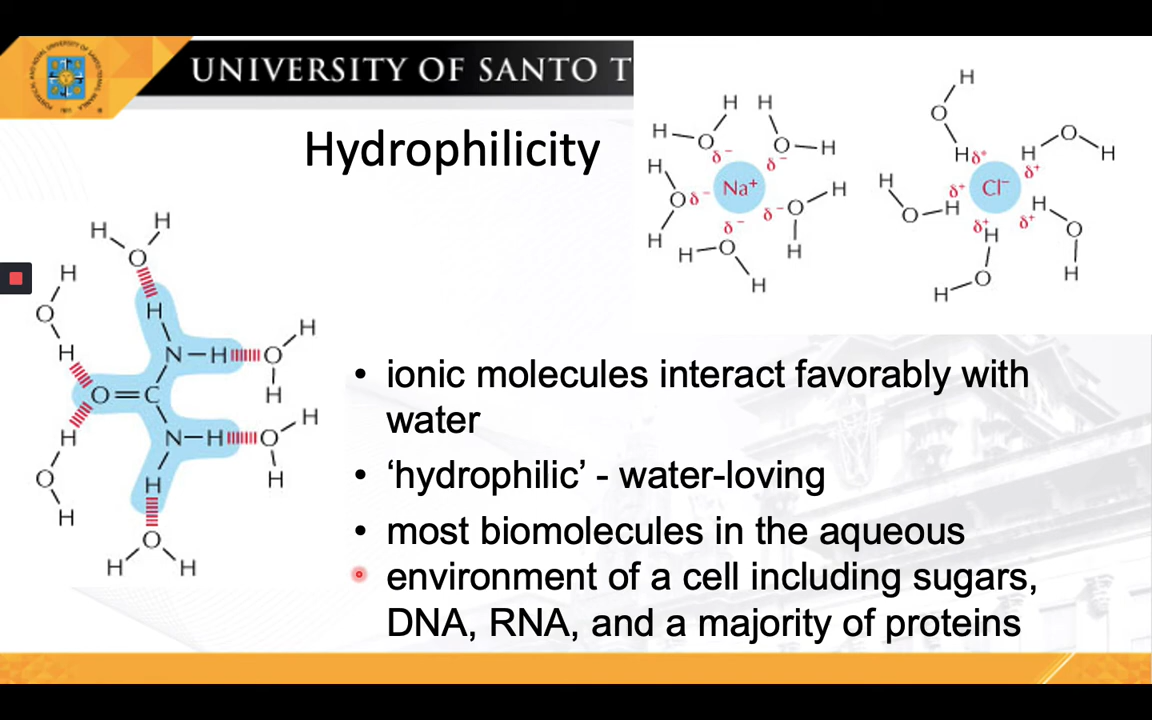 UNIVERSITY OF SANTO T
Hydrophilicity
H H
H O O H
δ⁻ δ⁻
H Na⁺ H
O δ⁻ δ⁻ O
δ⁻
H H O H
H
H
O
H δ⁺ H O H
δ⁺
H δ⁺ Cl⁻
O H H
δ⁺ δ⁺ O
H
H O H
H H
O
H
O H
H N H O H
O C H
H N H O H
O H H
H
O
H H
• ionic molecules interact favorably with
water
• ‘hydrophilic’ - water-loving
• most biomolecules in the aqueous
environment of a cell including sugars,
DNA, RNA, and a majority of proteins